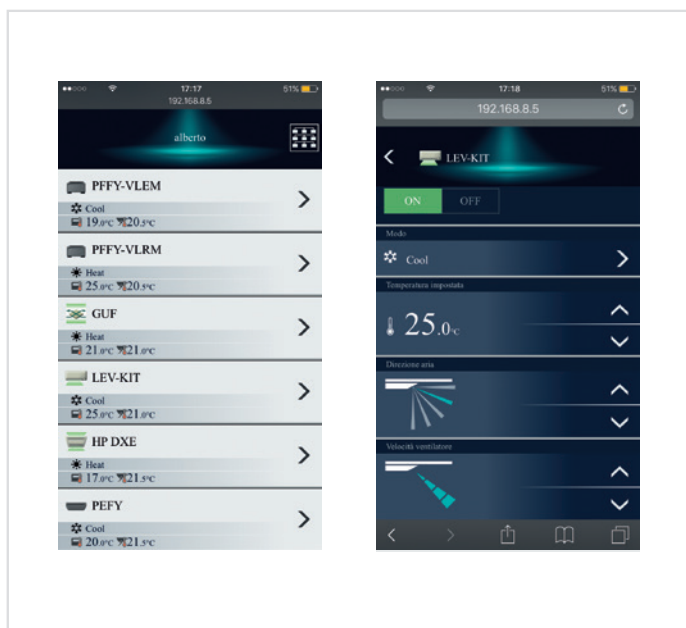 17:17
51%
192.168.8.5
alberto
PFFY-VLEM
Cool
19.0°C 20.5°C
PFFY-VLRM
Heat
25.0°C 20.5°C
GUF
Heat
21.0°C 21.0°C
LEV-KIT
Cool
25.0°C 21.0°C
HP DXE
Heat
17.0°C 21.5°C
PEFY
Cool
20.0°C 21.5°C
17:18
61%
192.168.8.5
LEV-KIT
ON OFF
Modo
Cool
Temperatura impostata
25.0°C
Direzione aria
Velocità ventilatore